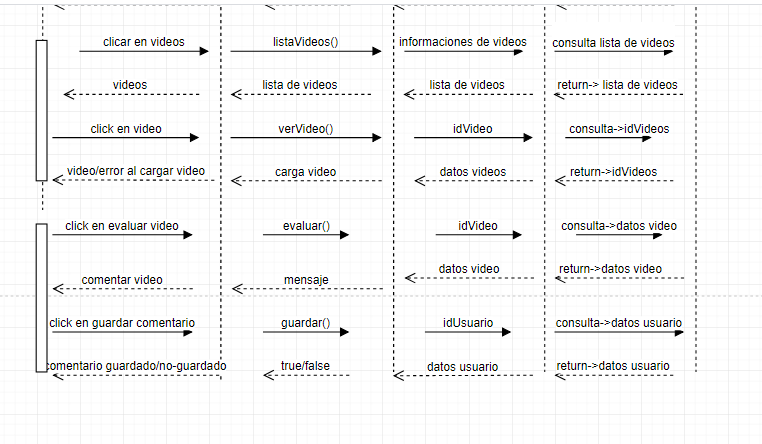 clicar en videos
listaVideos()
informaciones de videos
consulta lista de videos
videos
lista de videos
lista de videos
return-> lista de videos
click en video
verVideo()
idVideo
consulta->idVideos
video/error al cargar video
carga video
datos videos
return->idVideos
click en evaluar video
evaluar()
idVideo
consulta->datos video
comentar video
mensaje
datos video
return->datos video
click en guardar comentario
guardar()
idUsuario
consulta->datos usuario
comentario guardado/no-guardado
true/false
datos usuario
return->datos usuario